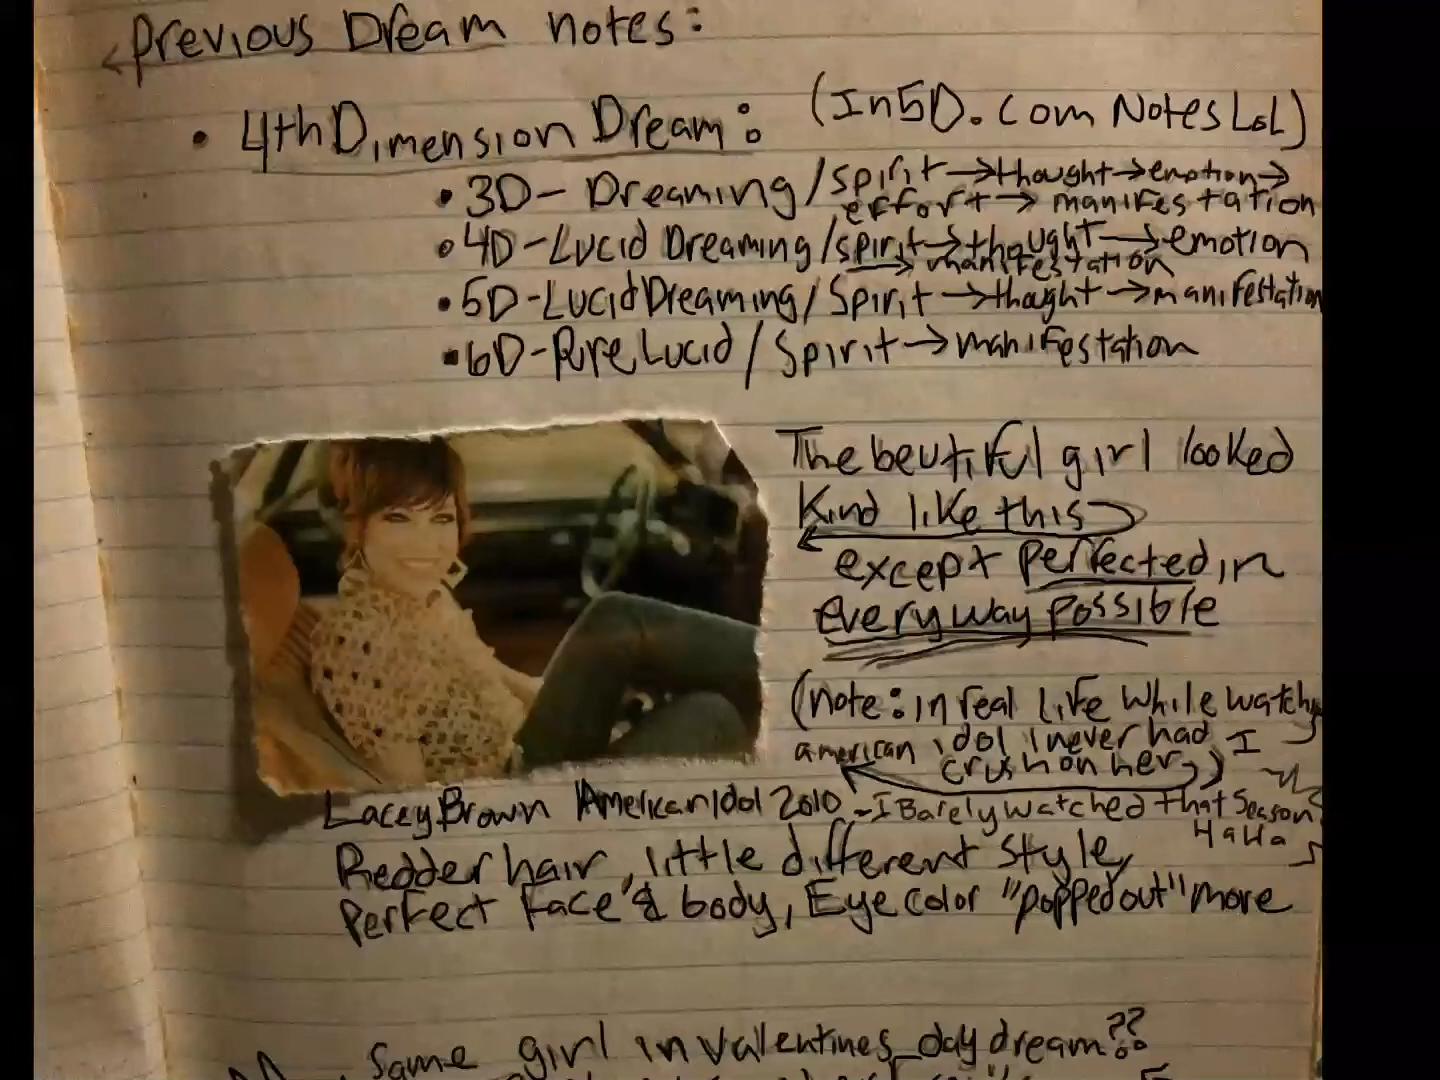 Previous Dream notes:
• 4th Dimension Dream: (In5D.com Notes LoL)
• 3D - Dreaming / spirit → thought → emotion →
effort → manifestation
• 4D - Lucid Dreaming / spirit → thought → emotion
→ manifestation
• 5D - Lucid Dreaming / Spirit → thought → manifestation
• 6D - Pure Lucid / Spirit → manifestation
The beutiful girl looked
Kind like this
except perfected in
every way possible
(note: in real life while watchg
american idol i never had I
crush on her,)
Lacey Brown American Idol 2010 - I Barely watched that Season
HaHa
Redder hair, little different style,
Perfect Face & body, Eye color "popped out" more
same girl in valentines day dream??